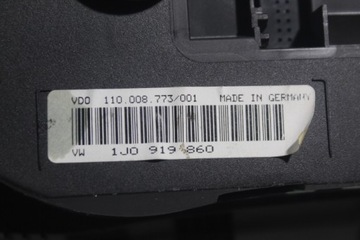 VDO 110.008.773/001 MADE IN GERMANY
VW 1J0 919 860